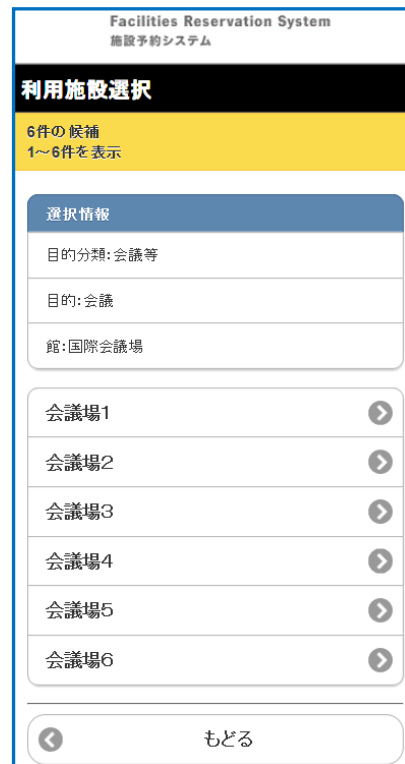 Facilities Reservation System
施設予約システム
利用施設選択
6件の候補
1～6件を表示
選択情報
目的分類:会議等
目的:会議
館:国際会議場
会議場1
会議場2
会議場3
会議場4
会議場5
会議場6
もどる